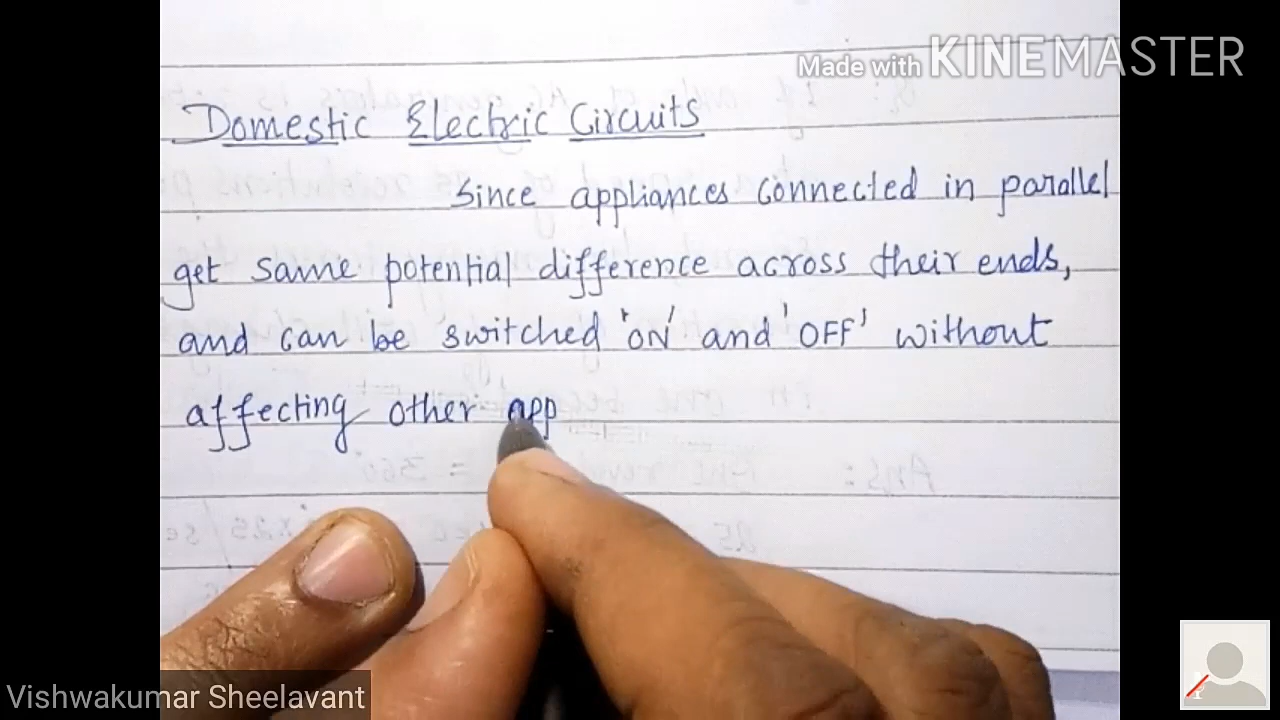 Made with KINEMASTER
Domestic Electric Circuits
Since appliances connected in parallel
get same potential difference across their ends,
and can be switched 'ON' and 'OFF' without
affecting other app
Vishwakumar Sheelavant